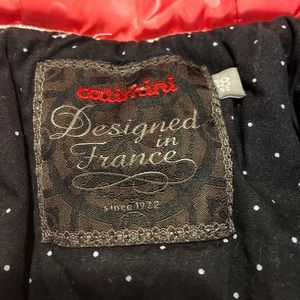 catimini
Designed
in
France
since 1972